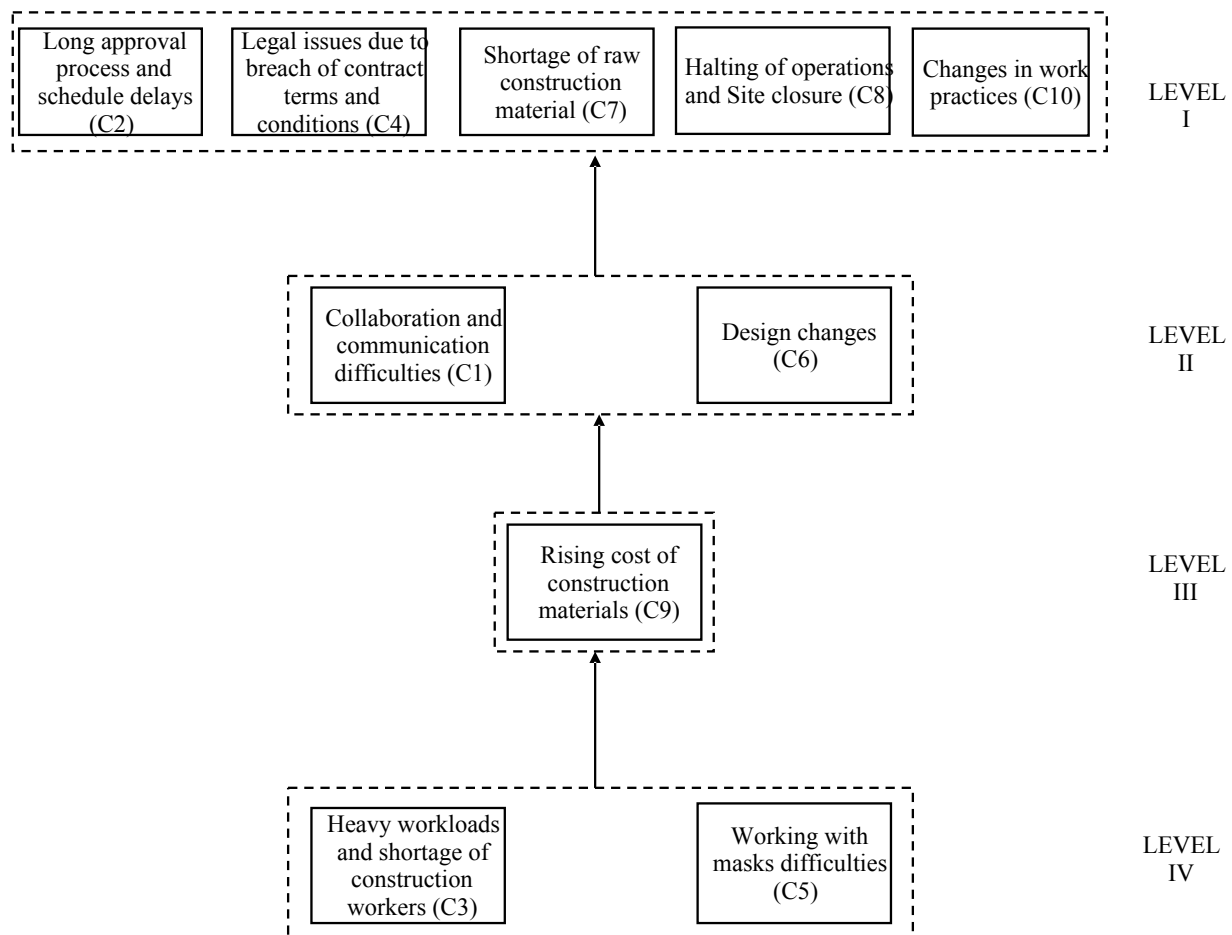 Long approval
process and
schedule delays
(C2)
Legal issues due to
breach of contract
terms and
conditions (C4)
Shortage of raw
construction
material (C7)
Halting of operations
and Site closure (C8)
Changes in work
practices (C10)
LEVEL
I
Collaboration and
communication
difficulties (C1)
Design changes
(C6)
LEVEL
II
Rising cost of
construction
materials (C9)
LEVEL
III
Heavy workloads
and shortage of
construction
workers (C3)
Working with
masks difficulties
(C5)
LEVEL
IV